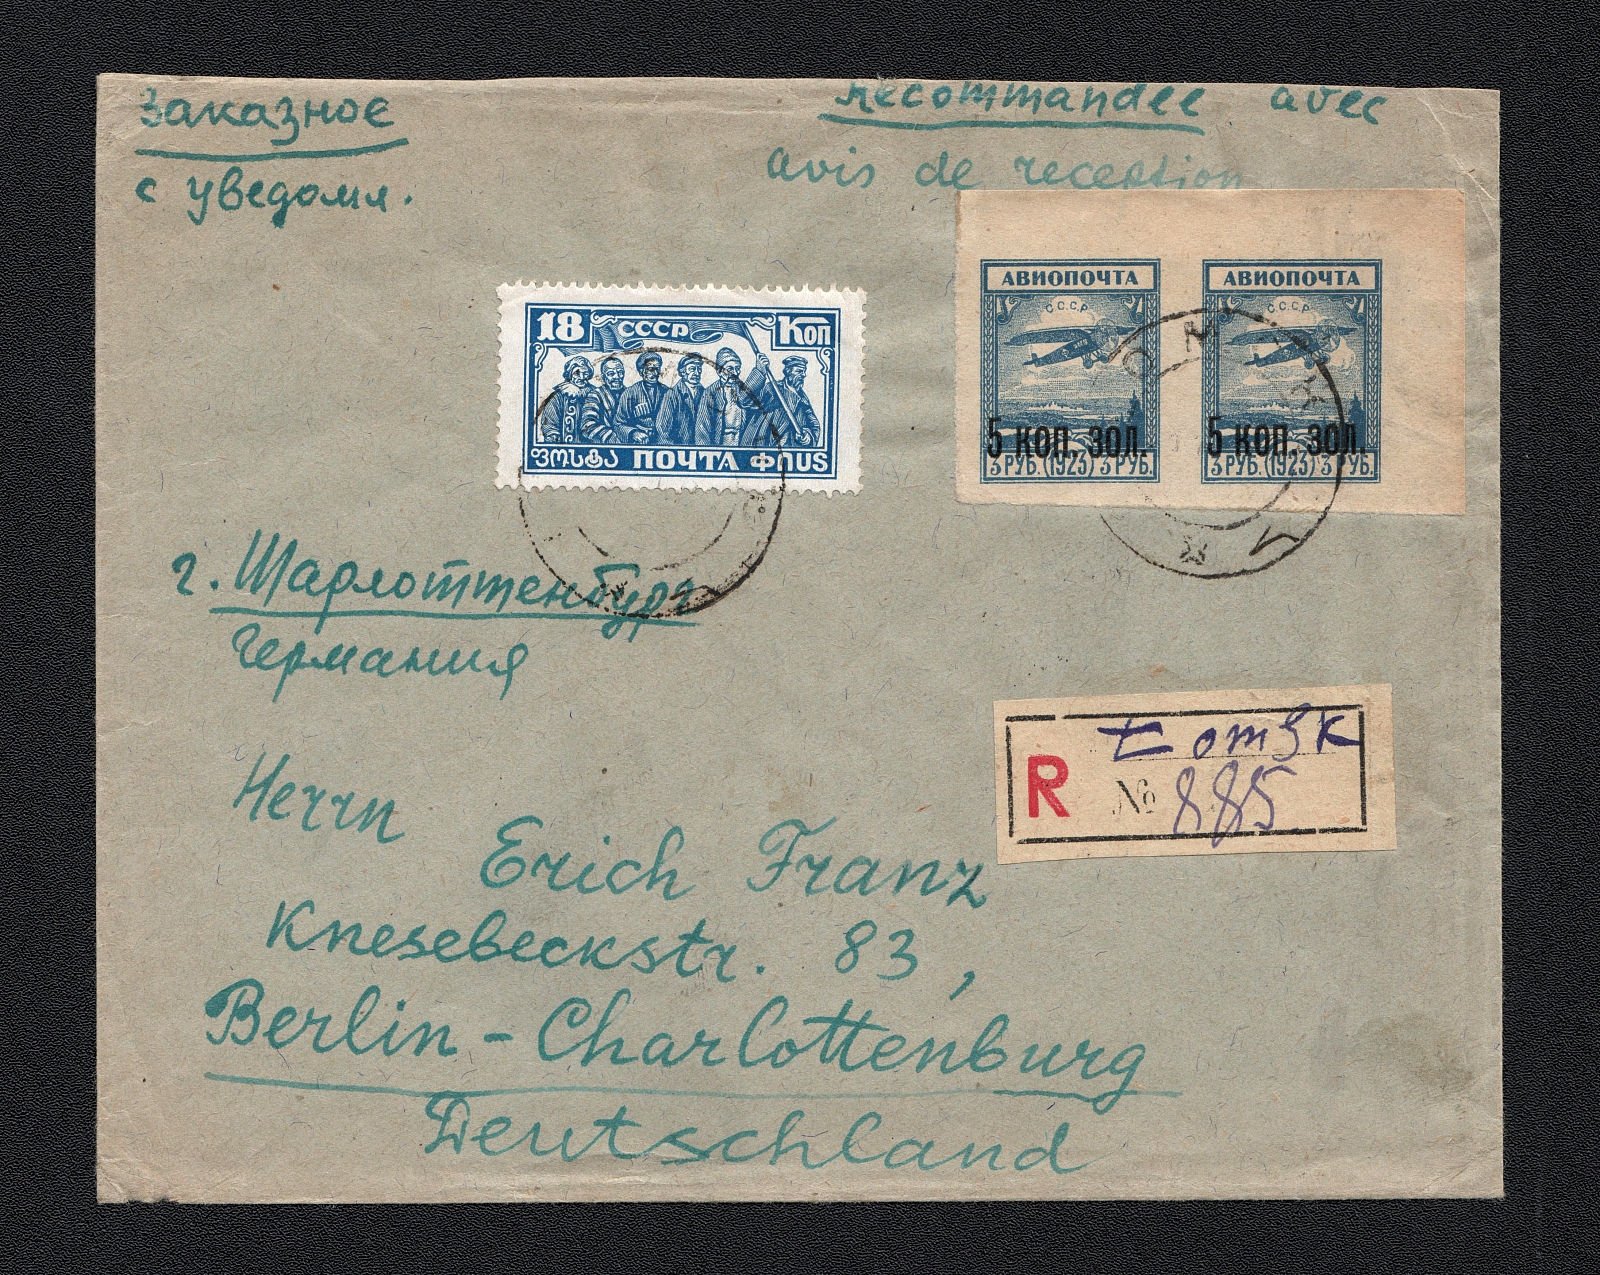 Заказное
с уведомл.
Recommandee avec
avis de reception
18 СССР Коп
ფოსტა ПОЧТА ФOUS
АВИОПОЧТА
СССР
5 коп. зол.
3 РУБ. (1923) 3 РУБ.
АВИОПОЧТА
СССР
5 коп. зол.
3 РУБ. (1923) 3 РУБ.
г. Шарлоттенбург
Германия
R Tomsk
№ 885
Herrn
Erich Franz
Knesebeckstr. 83,
Berlin - Charlottenburg
Deutschland